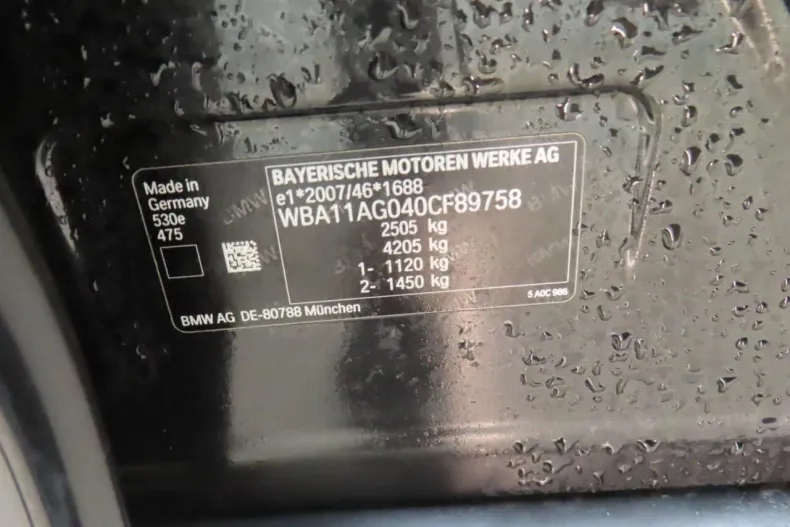 Made in
Germany
530e
475
BAYERISCHE MOTOREN WERKE AG
e1*2007/46*1688
WBA11AG040CF89758
2505 kg
4205 kg
1- 1120 kg
2- 1450 kg
5 A0C 986
BMW AG DE-80788 München